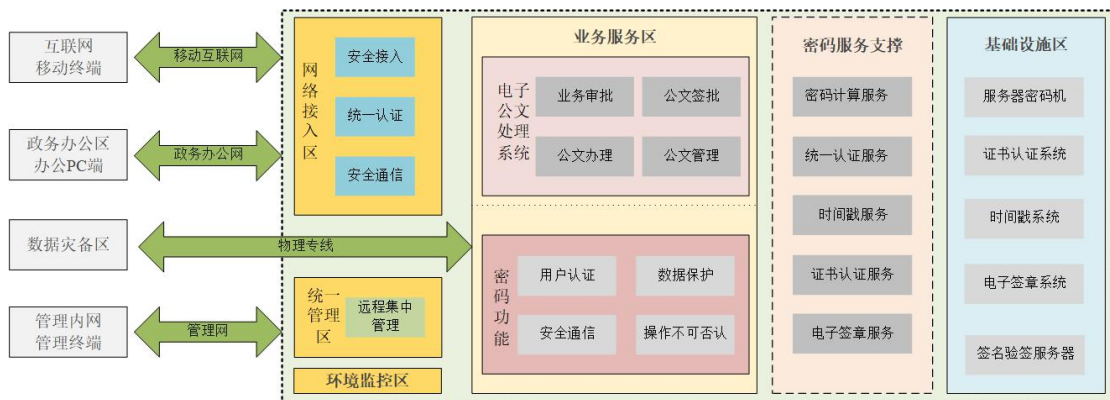 互联网
移动终端
移动互联网
政务办公区
办公PC端
政务办公网
数据灾备区
物理专线
管理内网
管理终端
管理网
网络接入区
安全接入
统一认证
安全通信
统一
管理
区
远程集中
管理
环境监控区
业务服务区
电子
公文
处理
系统
业务审批
公文签批
公文办理
公文管理
密码功能
用户认证
数据保护
安全通信
操作不可否认
密码服务支撑
密码计算服务
统一认证服务
时间戳服务
证书认证服务
电子签章服务
基础设施区
服务器密码机
证书认证系统
时间戳系统
电子签章系统
签名验签服务器